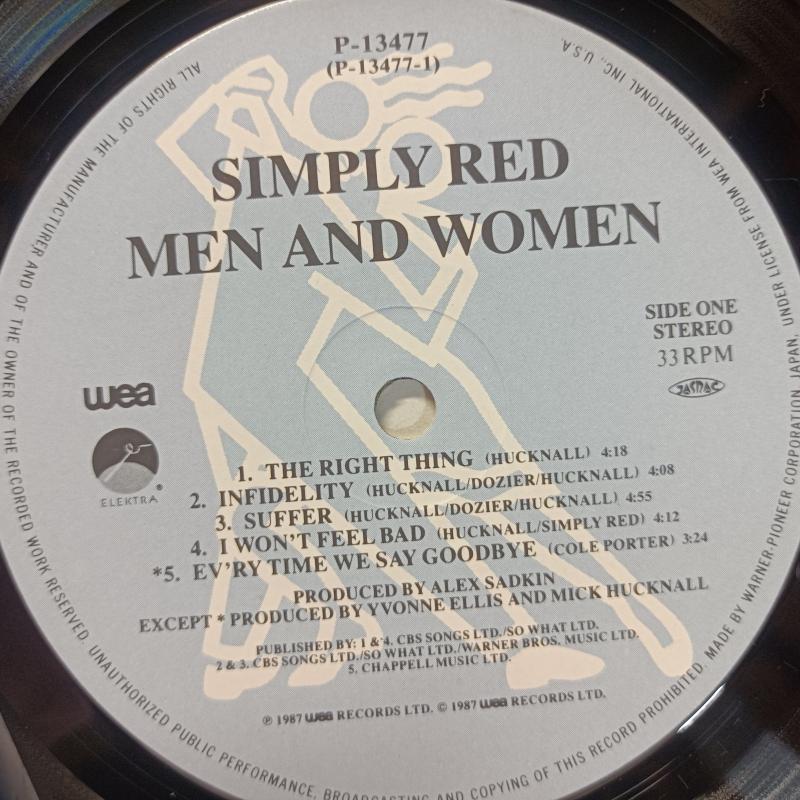 P-13477
(P-13477-1)
SIMPLY RED
MEN AND WOMEN
SIDE ONE
STEREO
33RPM
JASRAC
wea
ELEKTRA®
1. THE RIGHT THING (HUCKNALL) 4:18
2. INFIDELITY (HUCKNALL/DOZIER/HUCKNALL) 4:08
3. SUFFER (HUCKNALL/DOZIER/HUCKNALL) 4:55
4. I WON'T FEEL BAD (HUCKNALL/SIMPLY RED) 4:12
*5. EV'RY TIME WE SAY GOODBYE (COLE PORTER) 3:24
PRODUCED BY ALEX SADKIN
EXCEPT * PRODUCED BY YVONNE ELLIS AND MICK HUCKNALL
PUBLISHED BY: 1 & 4. CBS SONGS LTD./SO WHAT LTD.
2 & 3. CBS SONGS LTD./SO WHAT LTD./WARNER BROS. MUSIC LTD.
5. CHAPPELL MUSIC LTD.
℗ 1987 wea RECORDS LTD. © 1987 wea RECORDS LTD.
ALL RIGHTS OF THE MANUFACTURER AND OF THE OWNER OF THE RECORDED WORK RESERVED. UNAUTHORIZED PUBLIC PERFORMANCE, BROADCASTING AND COPYING OF THIS RECORD PROHIBITED. MADE BY WARNER-PIONEER CORPORATION, JAPAN, UNDER LICENSE FROM WEA INTERNATIONAL INC., U.S.A.